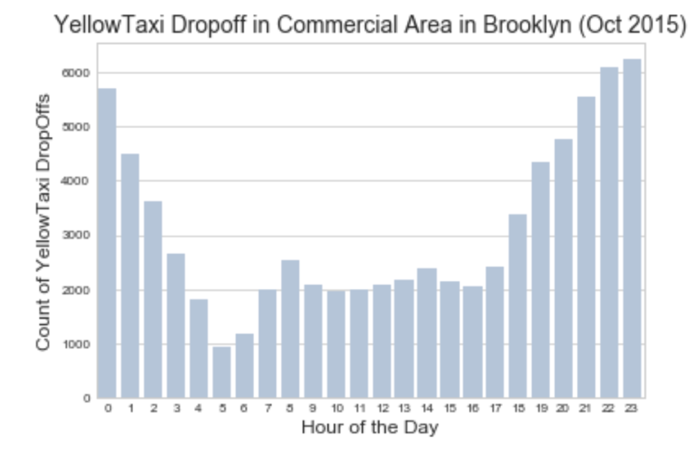 YellowTaxi Dropoff in Commercial Area in Brooklyn (Oct 2015)
Count of YellowTaxi DropOffs
6000
5000
4000
3000
2000
1000
0
0 1 2 3 4 5 6 7 8 9 10 11 12 13 14 15 16 17 18 19 20 21 22 23
Hour of the Day